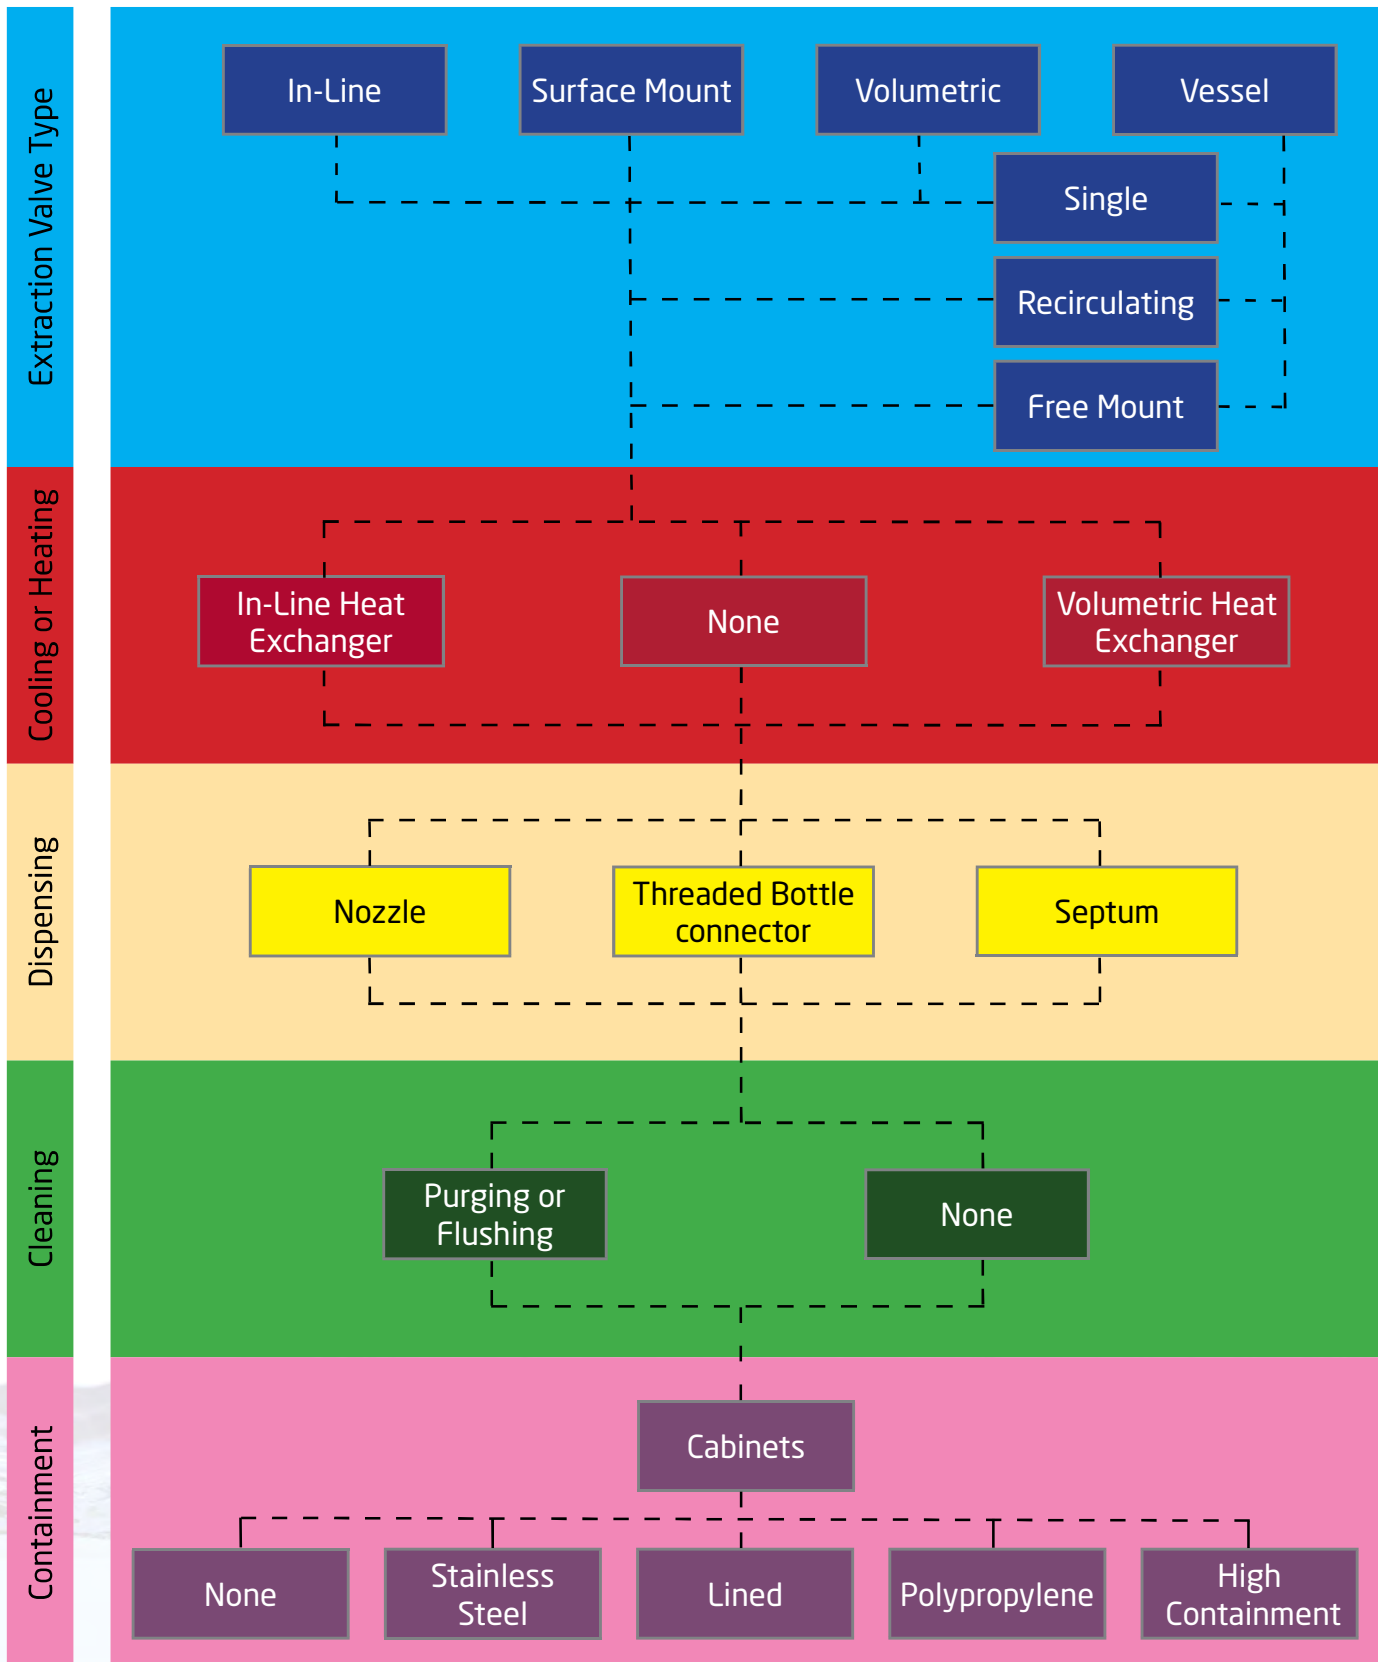 Extraction Valve Type
In-Line
Surface Mount
Volumetric
Vessel
Single
Recirculating
Free Mount
Cooling or Heating
In-Line Heat
Exchanger
None
Volumetric Heat
Exchanger
Dispensing
Nozzle
Threaded Bottle
connector
Septum
Cleaning
Purging or
Flushing
None
Containment
Cabinets
None
Stainless
Steel
Lined
Polypropylene
High
Containment